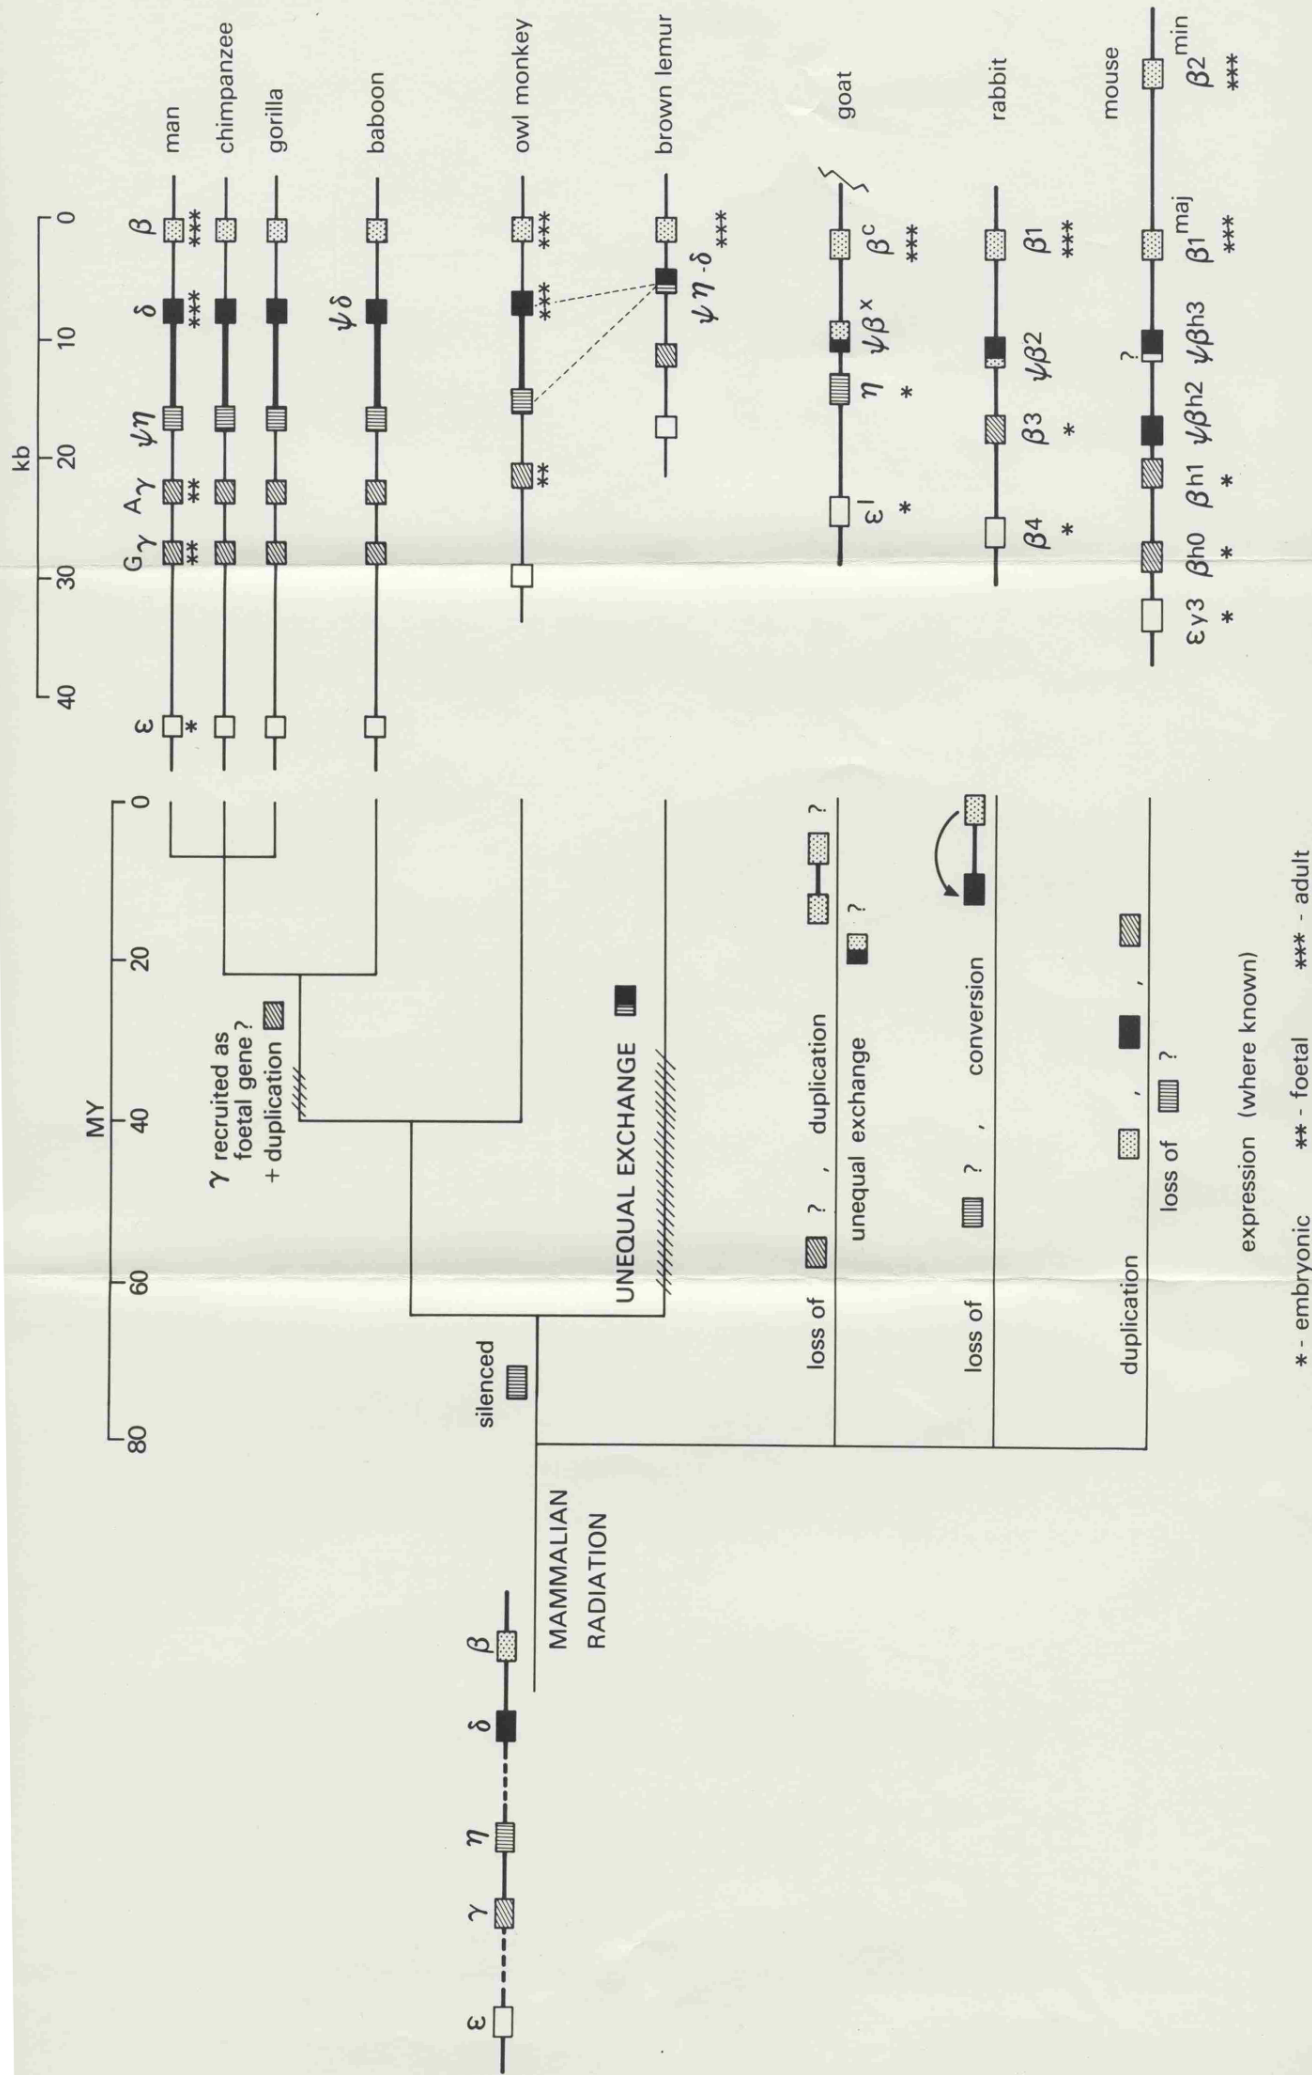 kb
40 30 20 10 0
ε Gγ Aγ ψη δ β
* ** ** *** ***
man
chimpanzee
gorilla
ψδ
baboon
** *** ***
owl monkey
ψη-δ
***
brown lemur
εᴵ η ψβˣ βᶜ
* * ***
goat
β4 β3 ψβ2 β1
* * ***
rabbit
mouse
?
εy3 βh0 βh1 ψβh2 ψβh3 β1ᵐᵃʲ β2ᵐⁱⁿ
* * * *** ***
MY
80 60 40 20 0
γ recruited as
foetal gene?
+ duplication
silenced
UNEQUAL EXCHANGE
ε γ η δ β
MAMMALIAN
RADIATION
loss of ? , duplication ?
unequal exchange ?
loss of ? , conversion
duplication , ,
loss of ?
expression (where known)
* - embryonic ** - foetal *** - adult